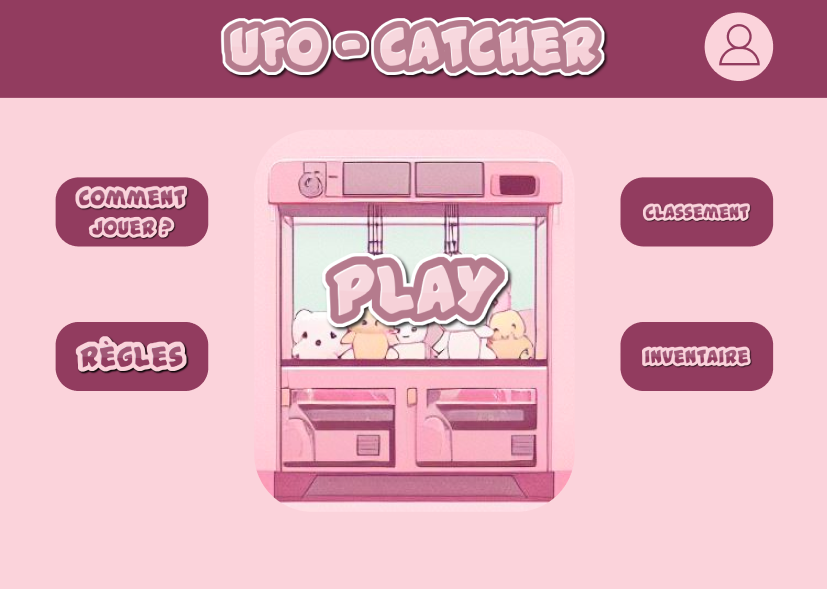 UFO - CATCHER
COMMENT
JOUER ?
CLASSEMENT
PLAY
RÈGLES
INVENTAIRE